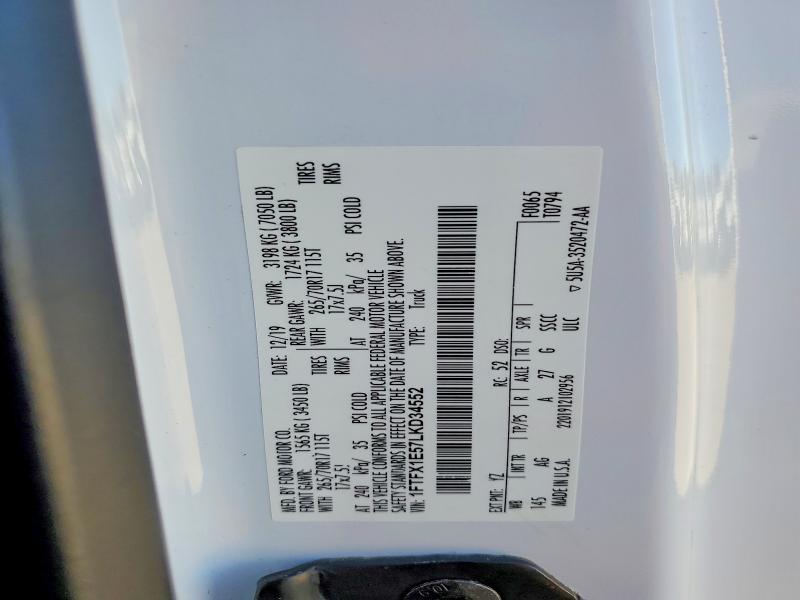 MFD. BY FORD MOTOR CO.
DATE: 12/19 GVWR: 3198 KG ( 7050 LB)
FRONT GAWR: 1565 KG ( 3450 LB) REAR GAWR: 1724 KG ( 3800 LB)
WITH 265/70R17 115T TIRES WITH 265/70R17 115T TIRES
17x7.5J RIMS 17x7.5J RIMS
AT 240 kPa/ 35 PSI COLD AT 240 kPa/ 35 PSI COLD
THIS VEHICLE CONFORMS TO ALL APPLICABLE FEDERAL MOTOR VEHICLE
SAFETY STANDARDS IN EFFECT ON THE DATE OF MANUFACTURE SHOWN ABOVE.
VIN: 1FTFX1E57LKD34552 TYPE: Truck
F0065
T0794
EXT PNT: YZ RC: 52 DSO:
WB INT TR TP/PS R AXLE TR SPR
145 AG A 27 G SSCC
MADE IN U.S.A. 22019121 02956 ULC
▽ 5U5A-3520472-AA